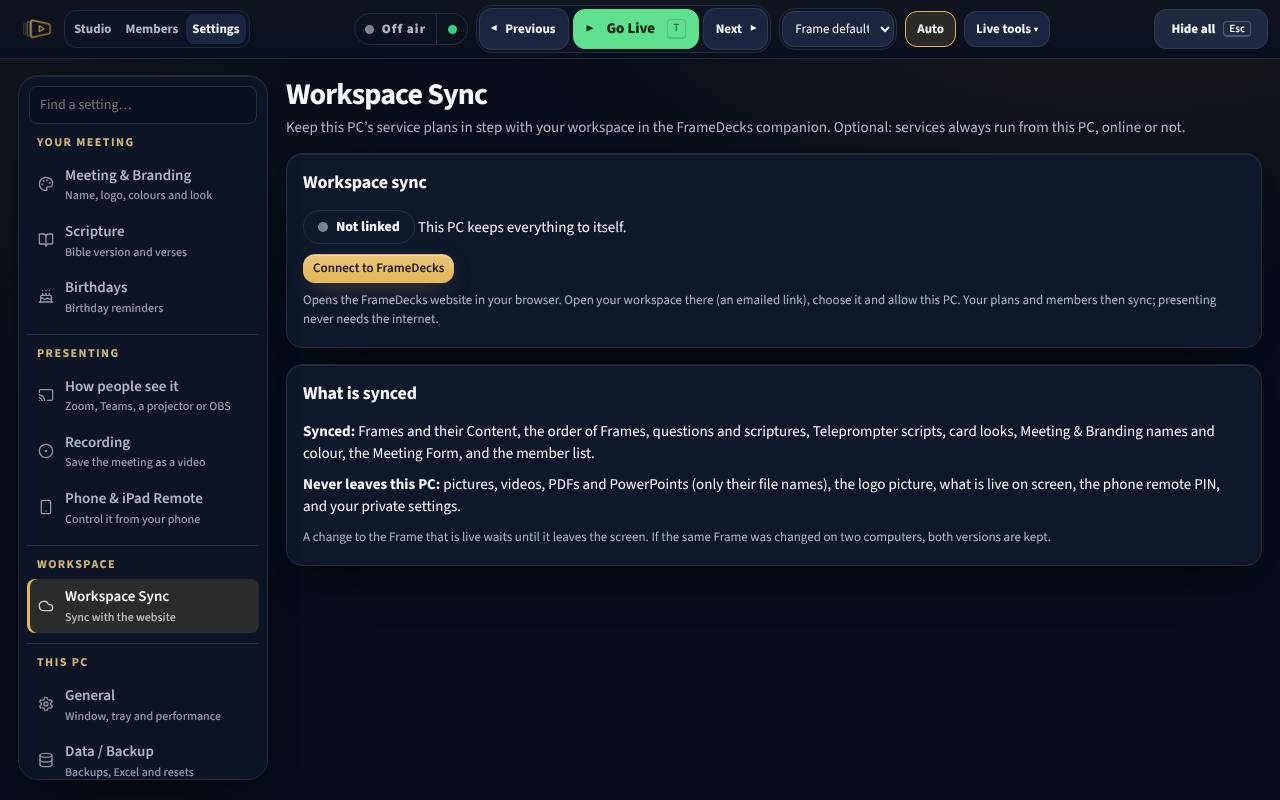 Studio
Members
Settings
Off air
Previous
Go Live
T
Next
Frame default
Auto
Live tools
Hide all
Esc
Find a setting…
YOUR MEETING
Meeting & Branding
Name, logo, colours and look
Scripture
Bible version and verses
Birthdays
Birthday reminders
PRESENTING
How people see it
Zoom, Teams, a projector or OBS
Recording
Save the meeting as a video
Phone & iPad Remote
Control it from your phone
WORKSPACE
Workspace Sync
Sync with the website
THIS PC
General
Window, tray and performance
Data / Backup
Backups, Excel and resets
Workspace Sync
Keep this PC’s service plans in step with your workspace in the FrameDecks companion. Optional: services always run from this PC, online or not.
Workspace sync
Not linked
This PC keeps everything to itself.
Connect to FrameDecks
Opens the FrameDecks website in your browser. Open your workspace there (an emailed link), choose it and allow this PC. Your plans and members then sync; presenting
never needs the internet.
What is synced
Synced: Frames and their Content, the order of Frames, questions and scriptures, Teleprompter scripts, card looks, Meeting & Branding names and
colour, the Meeting Form, and the member list.
Never leaves this PC: pictures, videos, PDFs and PowerPoints (only their file names), the logo picture, what is live on screen, the phone remote PIN,
and your private settings.
A change to the Frame that is live waits until it leaves the screen. If the same Frame was changed on two computers, both versions are kept.